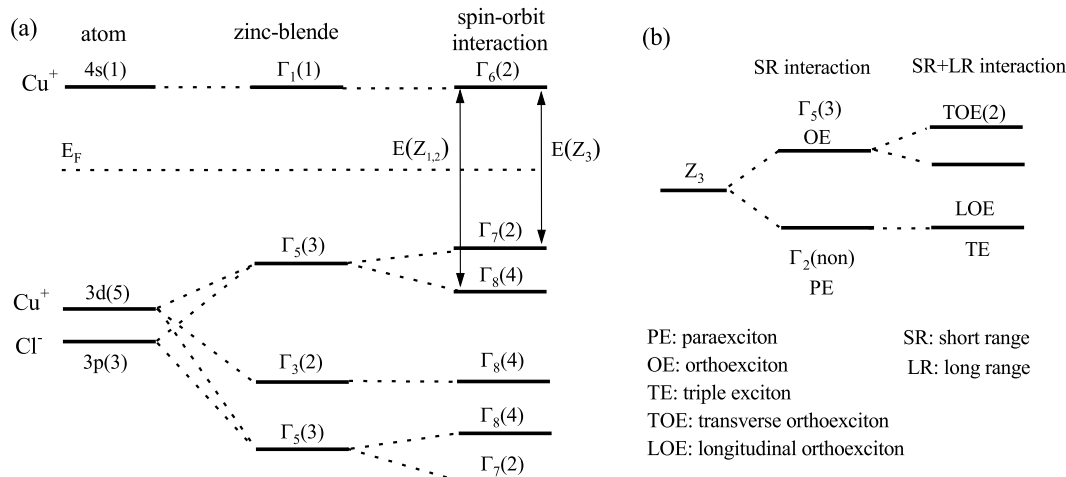 (a)
atom
zinc-blende
spin-orbit
interaction
Cu⁺
4s(1)
Γ₁(1)
Γ₆(2)
E_F
E(Z₁,₂)
E(Z₃)
Γ₅(3)
Γ₇(2)
Γ₈(4)
Cu⁺
3d(5)
Cl⁻
3p(3)
Γ₃(2)
Γ₈(4)
Γ₅(3)
Γ₈(4)
Γ₇(2)
(b)
SR interaction
SR+LR interaction
Γ₅(3)
OE
TOE(2)
Z₃
LOE
Γ₂(non)
PE
TE
PE: paraexciton
OE: orthoexciton
TE: triple exciton
TOE: transverse orthoexciton
LOE: longitudinal orthoexciton
SR: short range
LR: long range